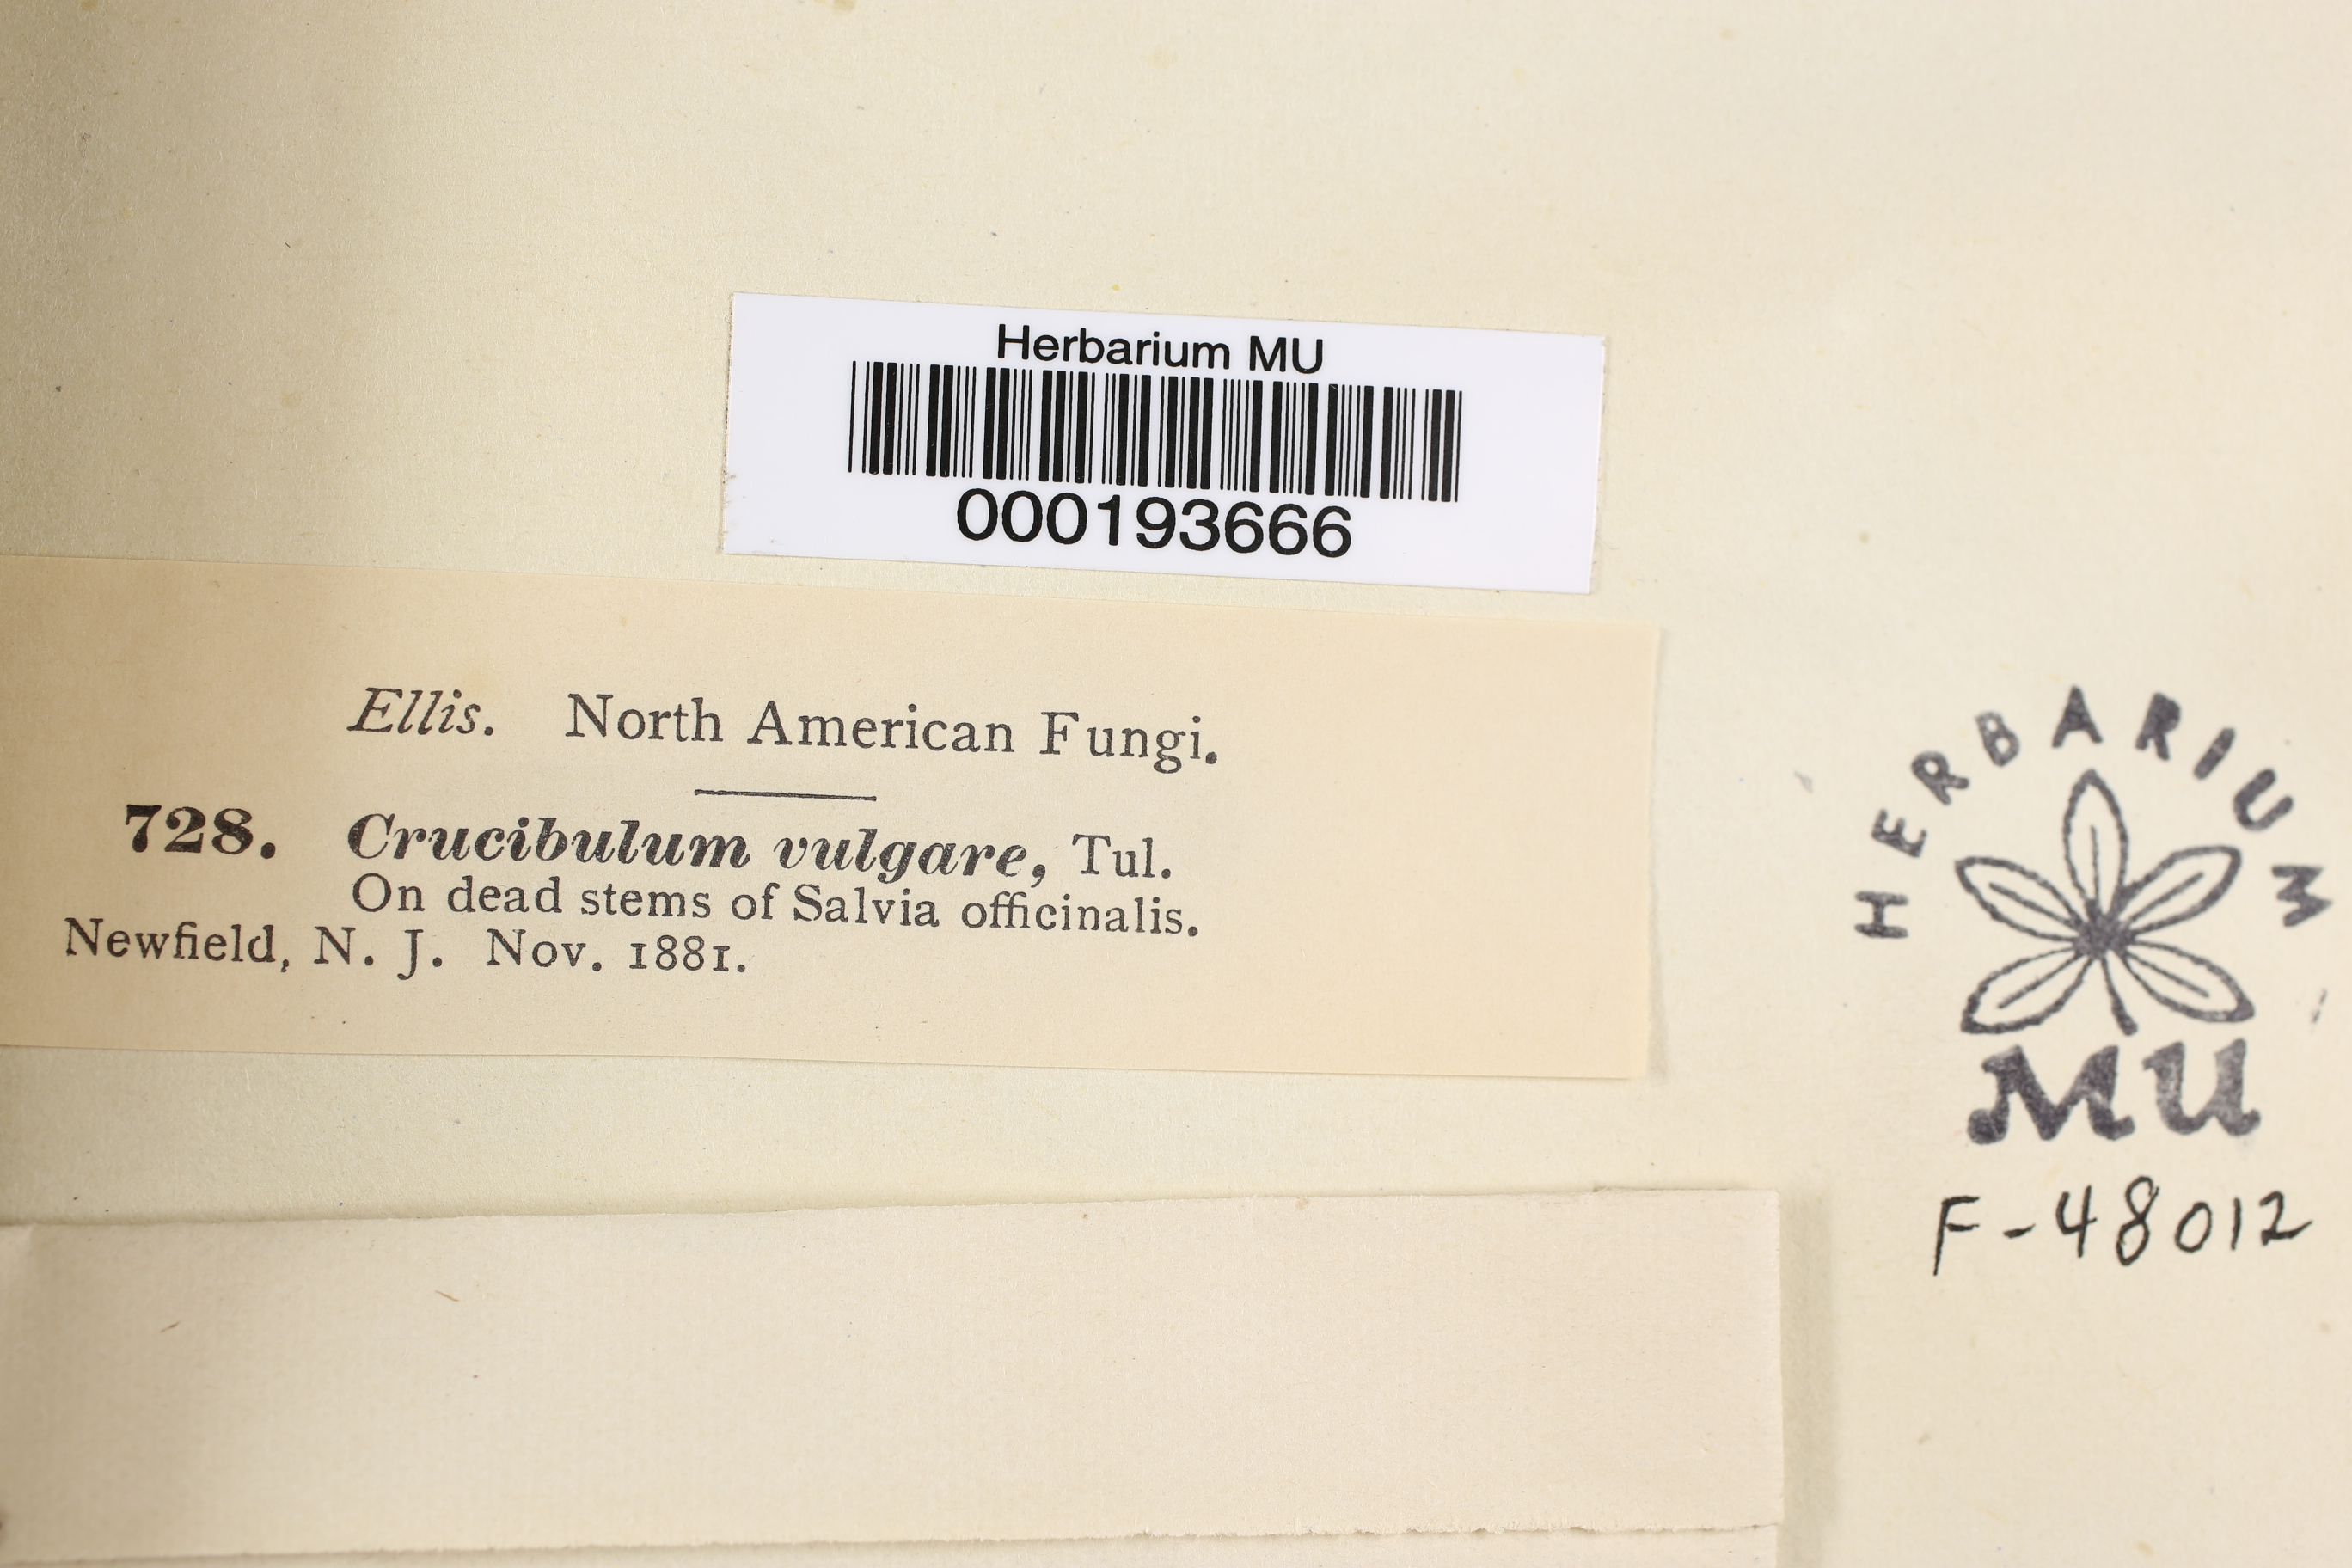 Herbarium MU
000193666
Ellis. North American Fungi.
728. Crucibulum vulgare, Tul.
On dead stems of Salvia officinalis.
Newfield, N. J. Nov. 1881.
HERBARIUM
MU
F-48012